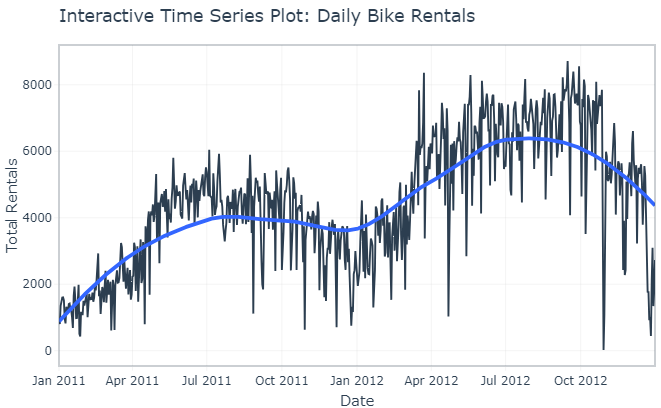 Interactive Time Series Plot: Daily Bike Rentals
Total Rentals
8000
6000
4000
2000
0
Jan 2011 Apr 2011 Jul 2011 Oct 2011 Jan 2012 Apr 2012 Jul 2012 Oct 2012
Date